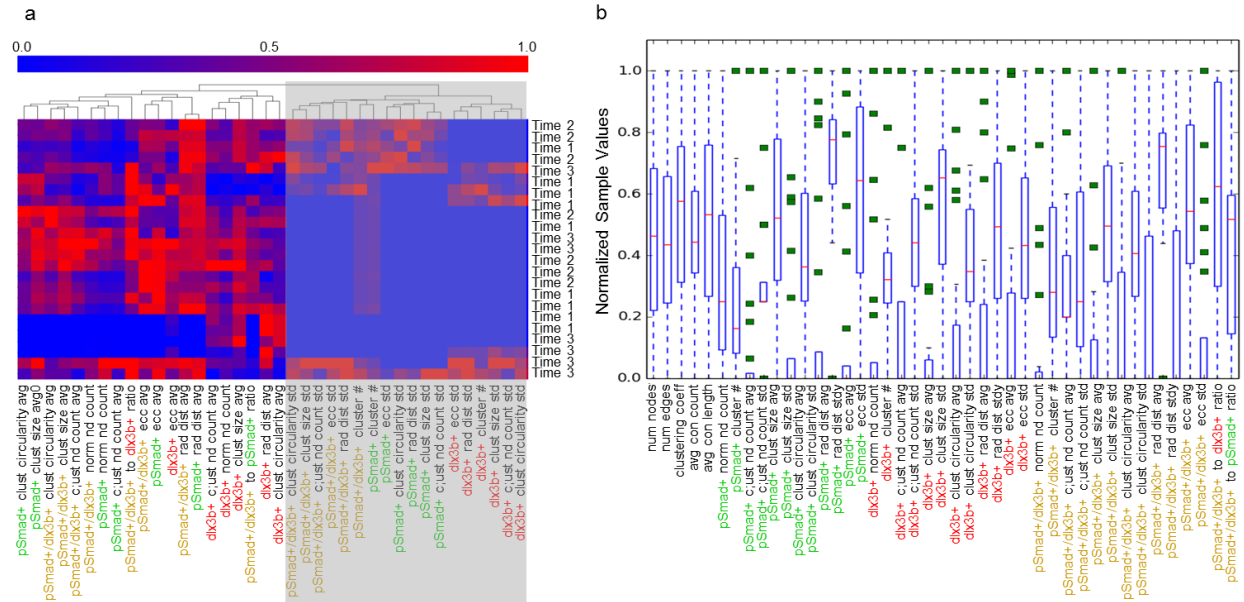 a
0.0
0.5
1.0
Time 2
Time 2
Time 1
Time 2
Time 3
Time 1
Time 1
Time 1
Time 2
Time 1
Time 3
Time 3
Time 2
Time 2
Time 2
Time 1
Time 1
Time 1
Time 1
Time 3
Time 3
Time 3
Time 3
pSmad+ clust circularity avg
pSmad+ clust size avg0
pSmad+/dlx3b+ clust circularity avg
pSmad+/dlx3b+ clust size avg
pSmad+/dlx3b+ c;ust nd count avg
pSmad+/dlx3b+ norm nd count
pSmad+ norm nd count
pSmad+ c;ust nd count avg
pSmad+/dlx3b+ to dlx3b+ ratio
pSmad+/dlx3b+ ecc avg
pSmad+ ecc avg
dlx3b+ ecc avg
pSmad+/dlx3b+ rad dist avg
pSmad+ rad dist avg
dlx3b+ c;ust nd count avg
dlx3b+ norm nd count
dlx3b+ clust size avg
pSmad+/dlx3b+ to pSmad+ ratio
dlx3b+ rad dist avg
dlx3b+ clust circularity avg
pSmad+/dlx3b+ clust circularity std
pSmad+/dlx3b+ clust size std
pSmad+/dlx3b+ c;ust nd count std
pSmad+/dlx3b+ ecc std
pSmad+/dlx3b+ rad dist std
pSmad+/dlx3b+ cluster #
pSmad+ cluster #
pSmad+ ecc std
pSmad+ clust circularity std
pSmad+ rad dist std
pSmad+ clust size std
pSmad+ c;ust nd count std
dlx3b+ ecc std
dlx3b+ rad dist std
dlx3b+ cluster #
dlx3b+ clust size std
dlx3b+ c;ust nd count std
dlx3b+ clust circularity std
b
Normalized Sample Values
1.0
0.8
0.6
0.4
0.2
0.0
num nodes
num edges
clustering coeff
avg con count
avg con length
pSmad+ norm nd count
pSmad+ cluster #
pSmad+ c;ust nd count avg
pSmad+ c;ust nd count std
pSmad+ clust size avg
pSmad+ clust size std
pSmad+ clust circularity avg
pSmad+ clust circularity std
pSmad+ rad dist avg
pSmad+ rad dist stdy
pSmad+ ecc avg
pSmad+ ecc std
dlx3b+ norm nd count
dlx3b+ cluster #
dlx3b+ c;ust nd count avg
dlx3b+ c;ust nd count std
dlx3b+ clust size avg
dlx3b+ clust size std
dlx3b+ clust circularity avg
dlx3b+ clust circularity std
dlx3b+ rad dist avg
dlx3b+ rad dist stdy
dlx3b+ ecc avg
dlx3b+ ecc std
pSmad+/dlx3b+ norm nd count
pSmad+/dlx3b+ cluster #
pSmad+/dlx3b+ c;ust nd count avg
pSmad+/dlx3b+ c;ust nd count std
pSmad+/dlx3b+ clust size avg
pSmad+/dlx3b+ clust size std
pSmad+/dlx3b+ clust circularity avg
pSmad+/dlx3b+ clust circularity std
pSmad+/dlx3b+ rad dist avg
pSmad+/dlx3b+ rad dist stdy
pSmad+/dlx3b+ ecc avg
pSmad+/dlx3b+ ecc std
pSmad+/dlx3b+ to dlx3b+ ratio
pSmad+/dlx3b+ to pSmad+ ratio